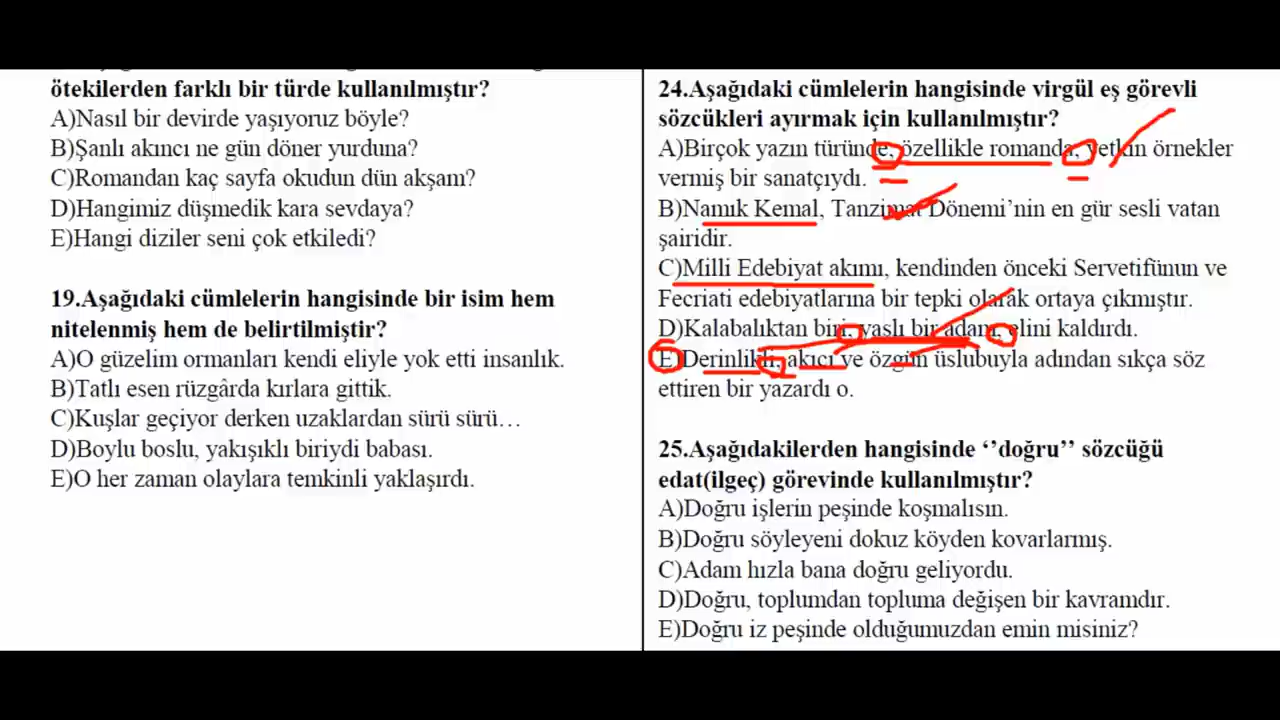 ötekilerden farklı bir türde kullanılmıştır?
A)Nasıl bir devirde yaşıyoruz böyle?
B)Şanlı akıncı ne gün döner yurduna?
C)Romandan kaç sayfa okudun dün akşam?
D)Hangimiz düşmedik kara sevdaya?
E)Hangi diziler seni çok etkiledi?
19.Aşağıdaki cümlelerin hangisinde bir isim hem
nitelenmiş hem de belirtilmiştir?
A)O güzelim ormanları kendi eliyle yok etti insanlık.
B)Tatlı esen rüzgârda kırlara gittik.
C)Kuşlar geçiyor derken uzaklardan sürü sürü…
D)Boylu boslu, yakışıklı biriydi babası.
E)O her zaman olaylara temkinli yaklaşırdı.
24.Aşağıdaki cümlelerin hangisinde virgül eş görevli
sözcükleri ayırmak için kullanılmıştır?
A)Birçok yazın türünde, özellikle romanda, yetkin örnekler
vermiş bir sanatçıydı.
B)Namık Kemal, Tanzimat Dönemi’nin en gür sesli vatan
şairidir.
C)Milli Edebiyat akımı, kendinden önceki Servetifünun ve
Fecriati edebiyatlarına bir tepki olarak ortaya çıkmıştır.
D)Kalabalıktan biri, yaşlı bir adam, elini kaldırdı.
E)Derinlikli, akıcı ve özgün üslubuyla adından sıkça söz
ettiren bir yazardı o.
25.Aşağıdakilerden hangisinde ‘’doğru’’ sözcüğü
edat(ilgeç) görevinde kullanılmıştır?
A)Doğru işlerin peşinde koşmalısın.
B)Doğru söyleyeni dokuz köyden kovarlarmış.
C)Adam hızla bana doğru geliyordu.
D)Doğru, toplumdan topluma değişen bir kavramdır.
E)Doğru iz peşinde olduğumuzdan emin misiniz?